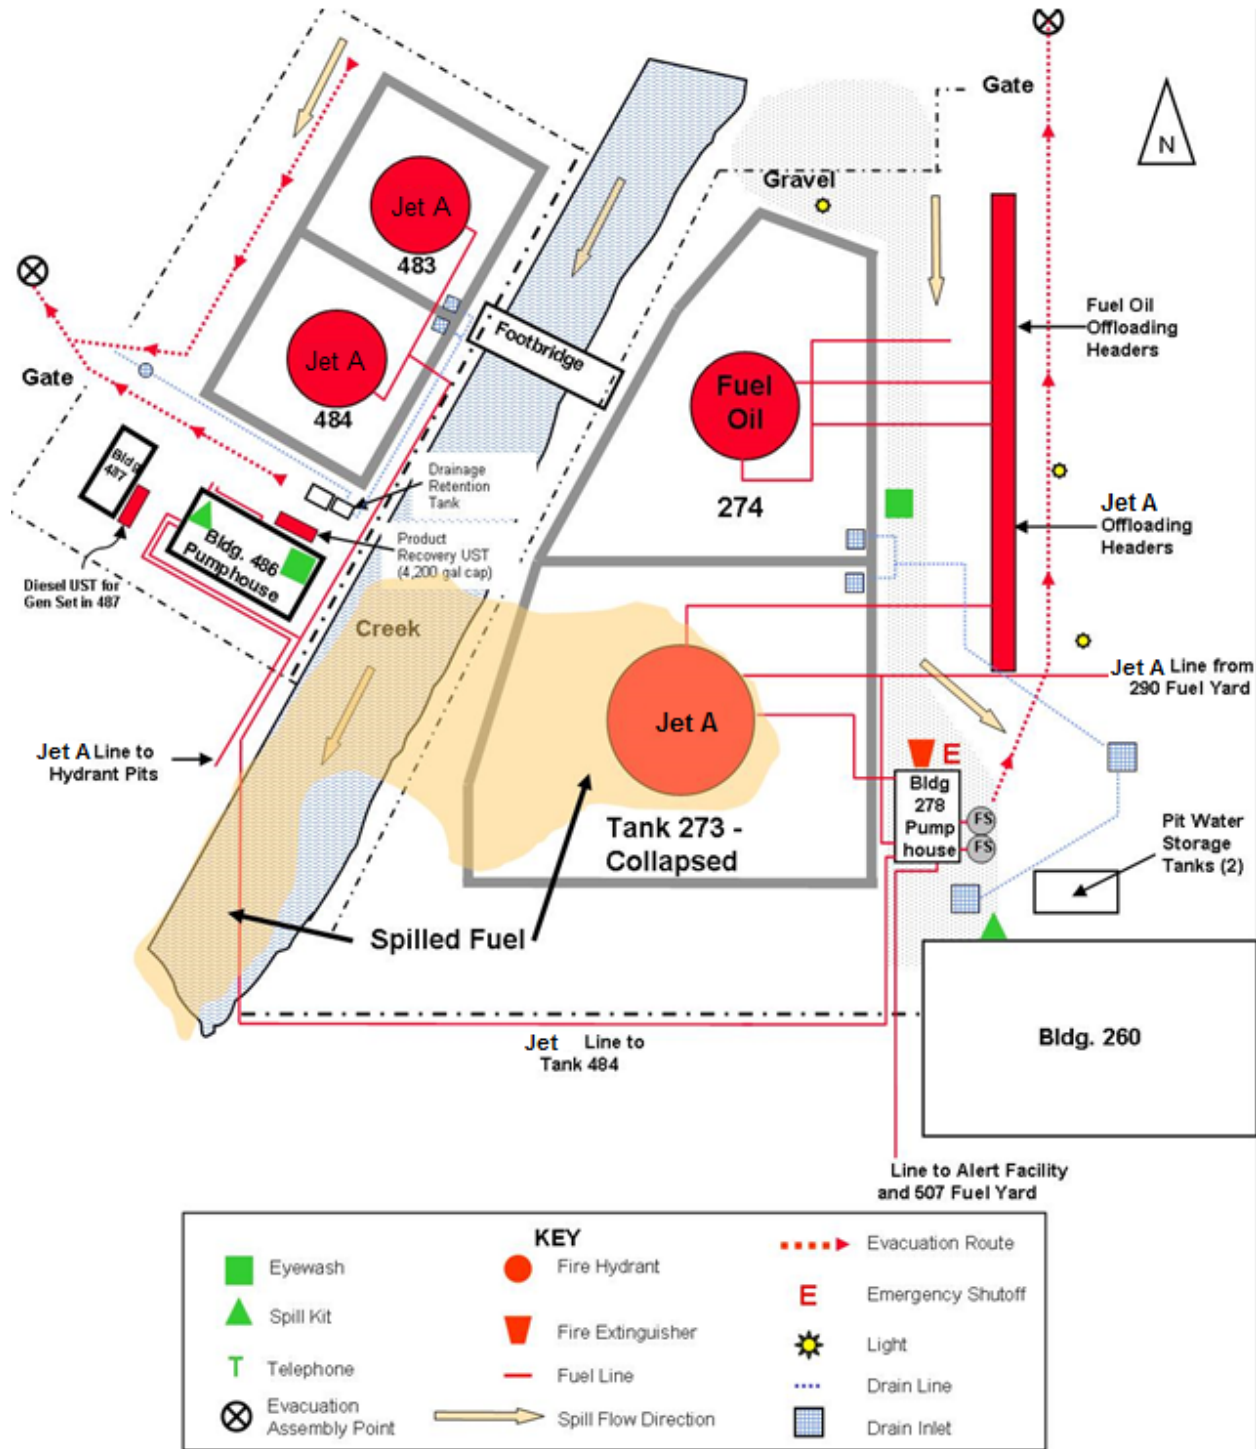 Gate
N
Gravel
Jet A
483
Jet A
484
Footbridge
Gate
Fuel Oil
Offloading
Headers
Fuel
Oil
274
Bldg
487
Drainage
Retention
Tank
Jet A
Offloading
Headers
Bldg. 486
Pumphouse
Product
Recovery UST
(4,200 gal cap)
Diesel UST for
Gen Set in 487
Creek
Jet A Line from
290 Fuel Yard
Jet A
Jet A Line to
Hydrant Pits
E
Bldg
278
Pump
house
FS
FS
Tank 273 -
Collapsed
Pit Water
Storage
Tanks (2)
Spilled Fuel
Jet Line to
Tank 484
Bldg. 260
Line to Alert Facility
and 507 Fuel Yard
KEY
Eyewash
Spill Kit
T Telephone
Evacuation
Assembly Point
Fire Hydrant
Fire Extinguisher
Fuel Line
Spill Flow Direction
Evacuation Route
E Emergency Shutoff
Light
Drain Line
Drain Inlet